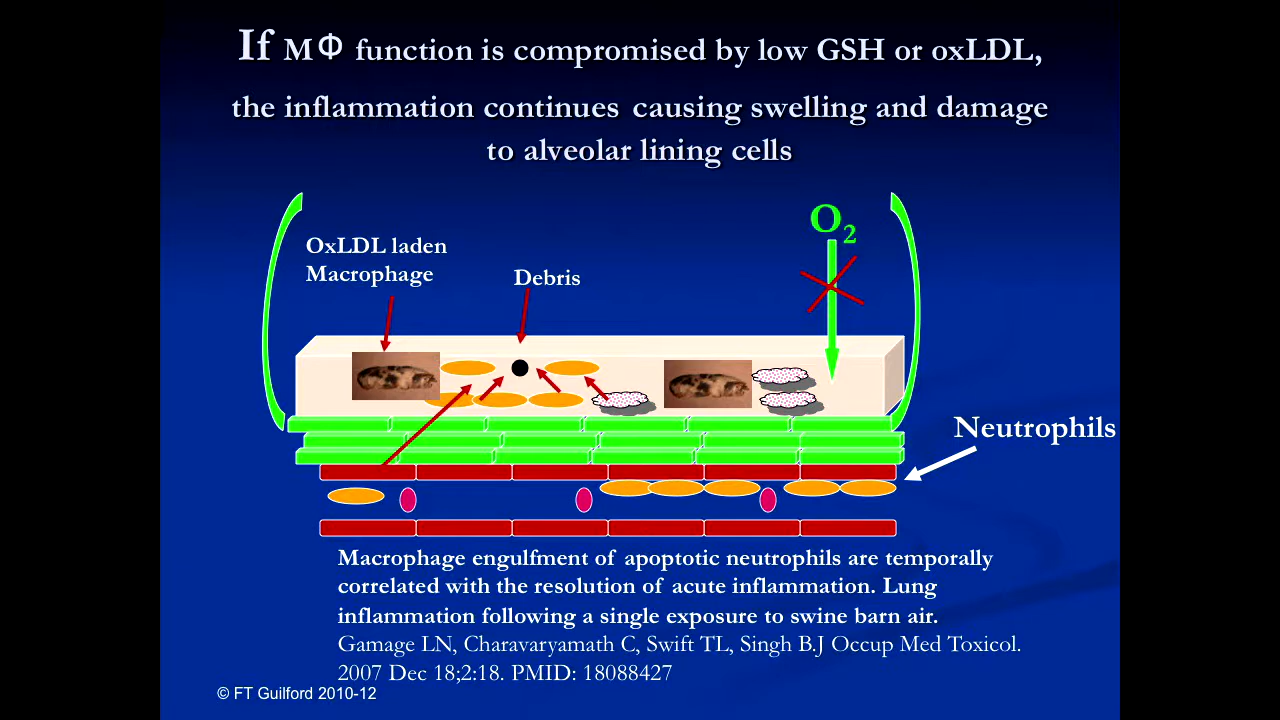 If MΦ function is compromised by low GSH or oxLDL,
the inflammation continues causing swelling and damage
to alveolar lining cells
O2
OxLDL laden
Macrophage
Debris
Neutrophils
Macrophage engulfment of apoptotic neutrophils are temporally
correlated with the resolution of acute inflammation. Lung
inflammation following a single exposure to swine barn air.
Gamage LN, Charavaryamath C, Swift TL, Singh B.J Occup Med Toxicol.
2007 Dec 18;2:18. PMID: 18088427
© FT Guilford 2010-12